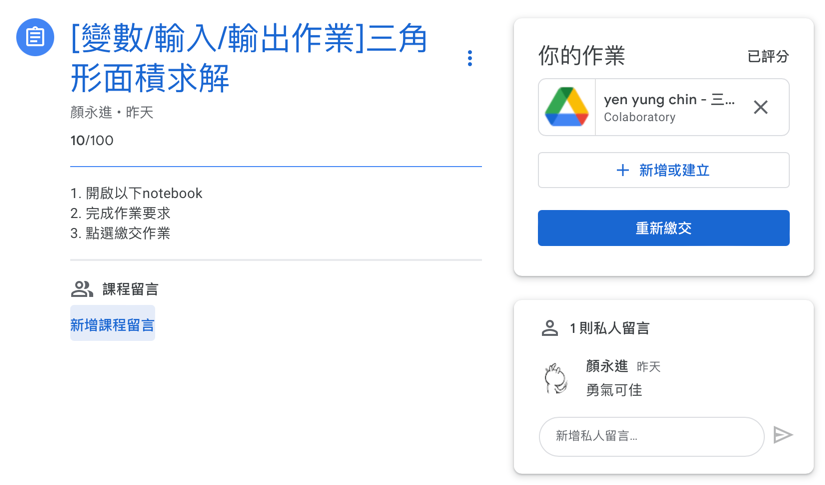 [變數/輸入/輸出作業]三角
形面積求解
顏永進・昨天
10/100
1. 開啟以下notebook
2. 完成作業要求
3. 點選繳交作業
課程留言
新增課程留言
你的作業
已評分
yen yung chin - 三...
Colaboratory
+ 新增或建立
重新繳交
1 則私人留言
顏永進 昨天
勇氣可佳
新增私人留言…